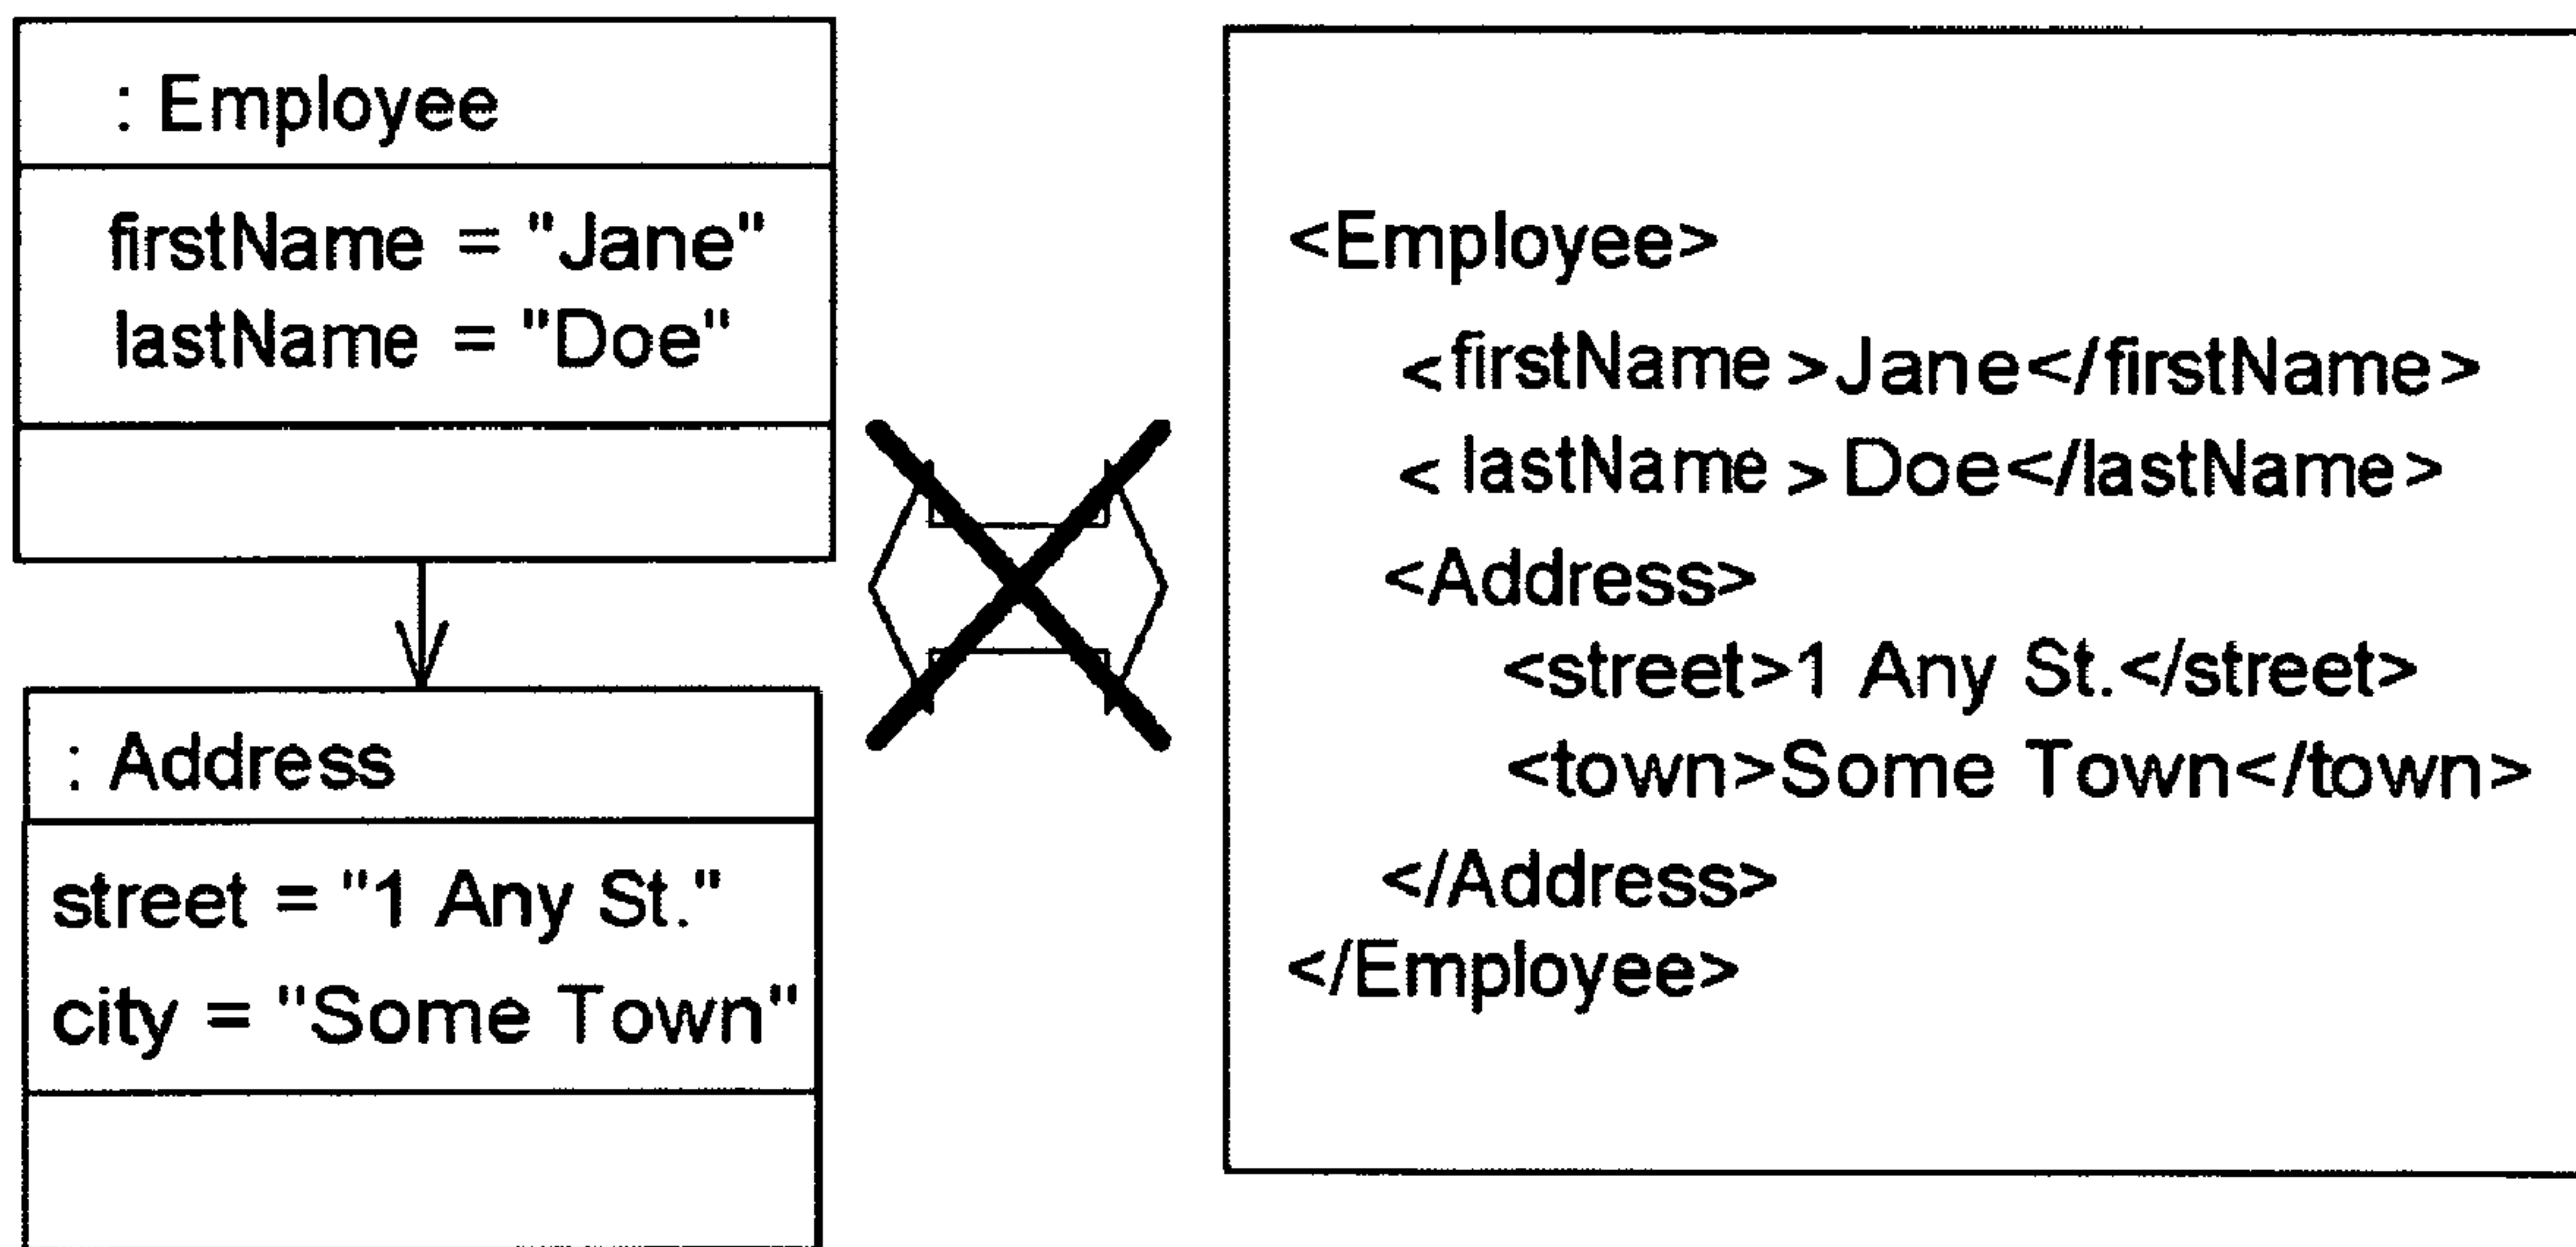 : Employee
firstName = "Jane"
lastName = "Doe"
: Address
street = "1 Any St."
city = "Some Town"
<Employee>
<firstName >Jane</firstName>
< lastName >Doe</lastName>
<Address>
<street>1 Any St.</street>
<town>Some Town</town>
</Address>
</Employee>